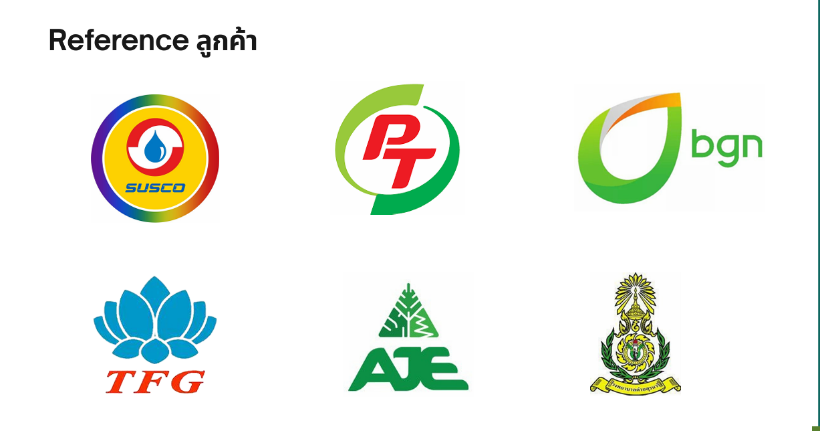 Reference ลูกค้า
SUSCO
PT
bgn
TFG
AJE